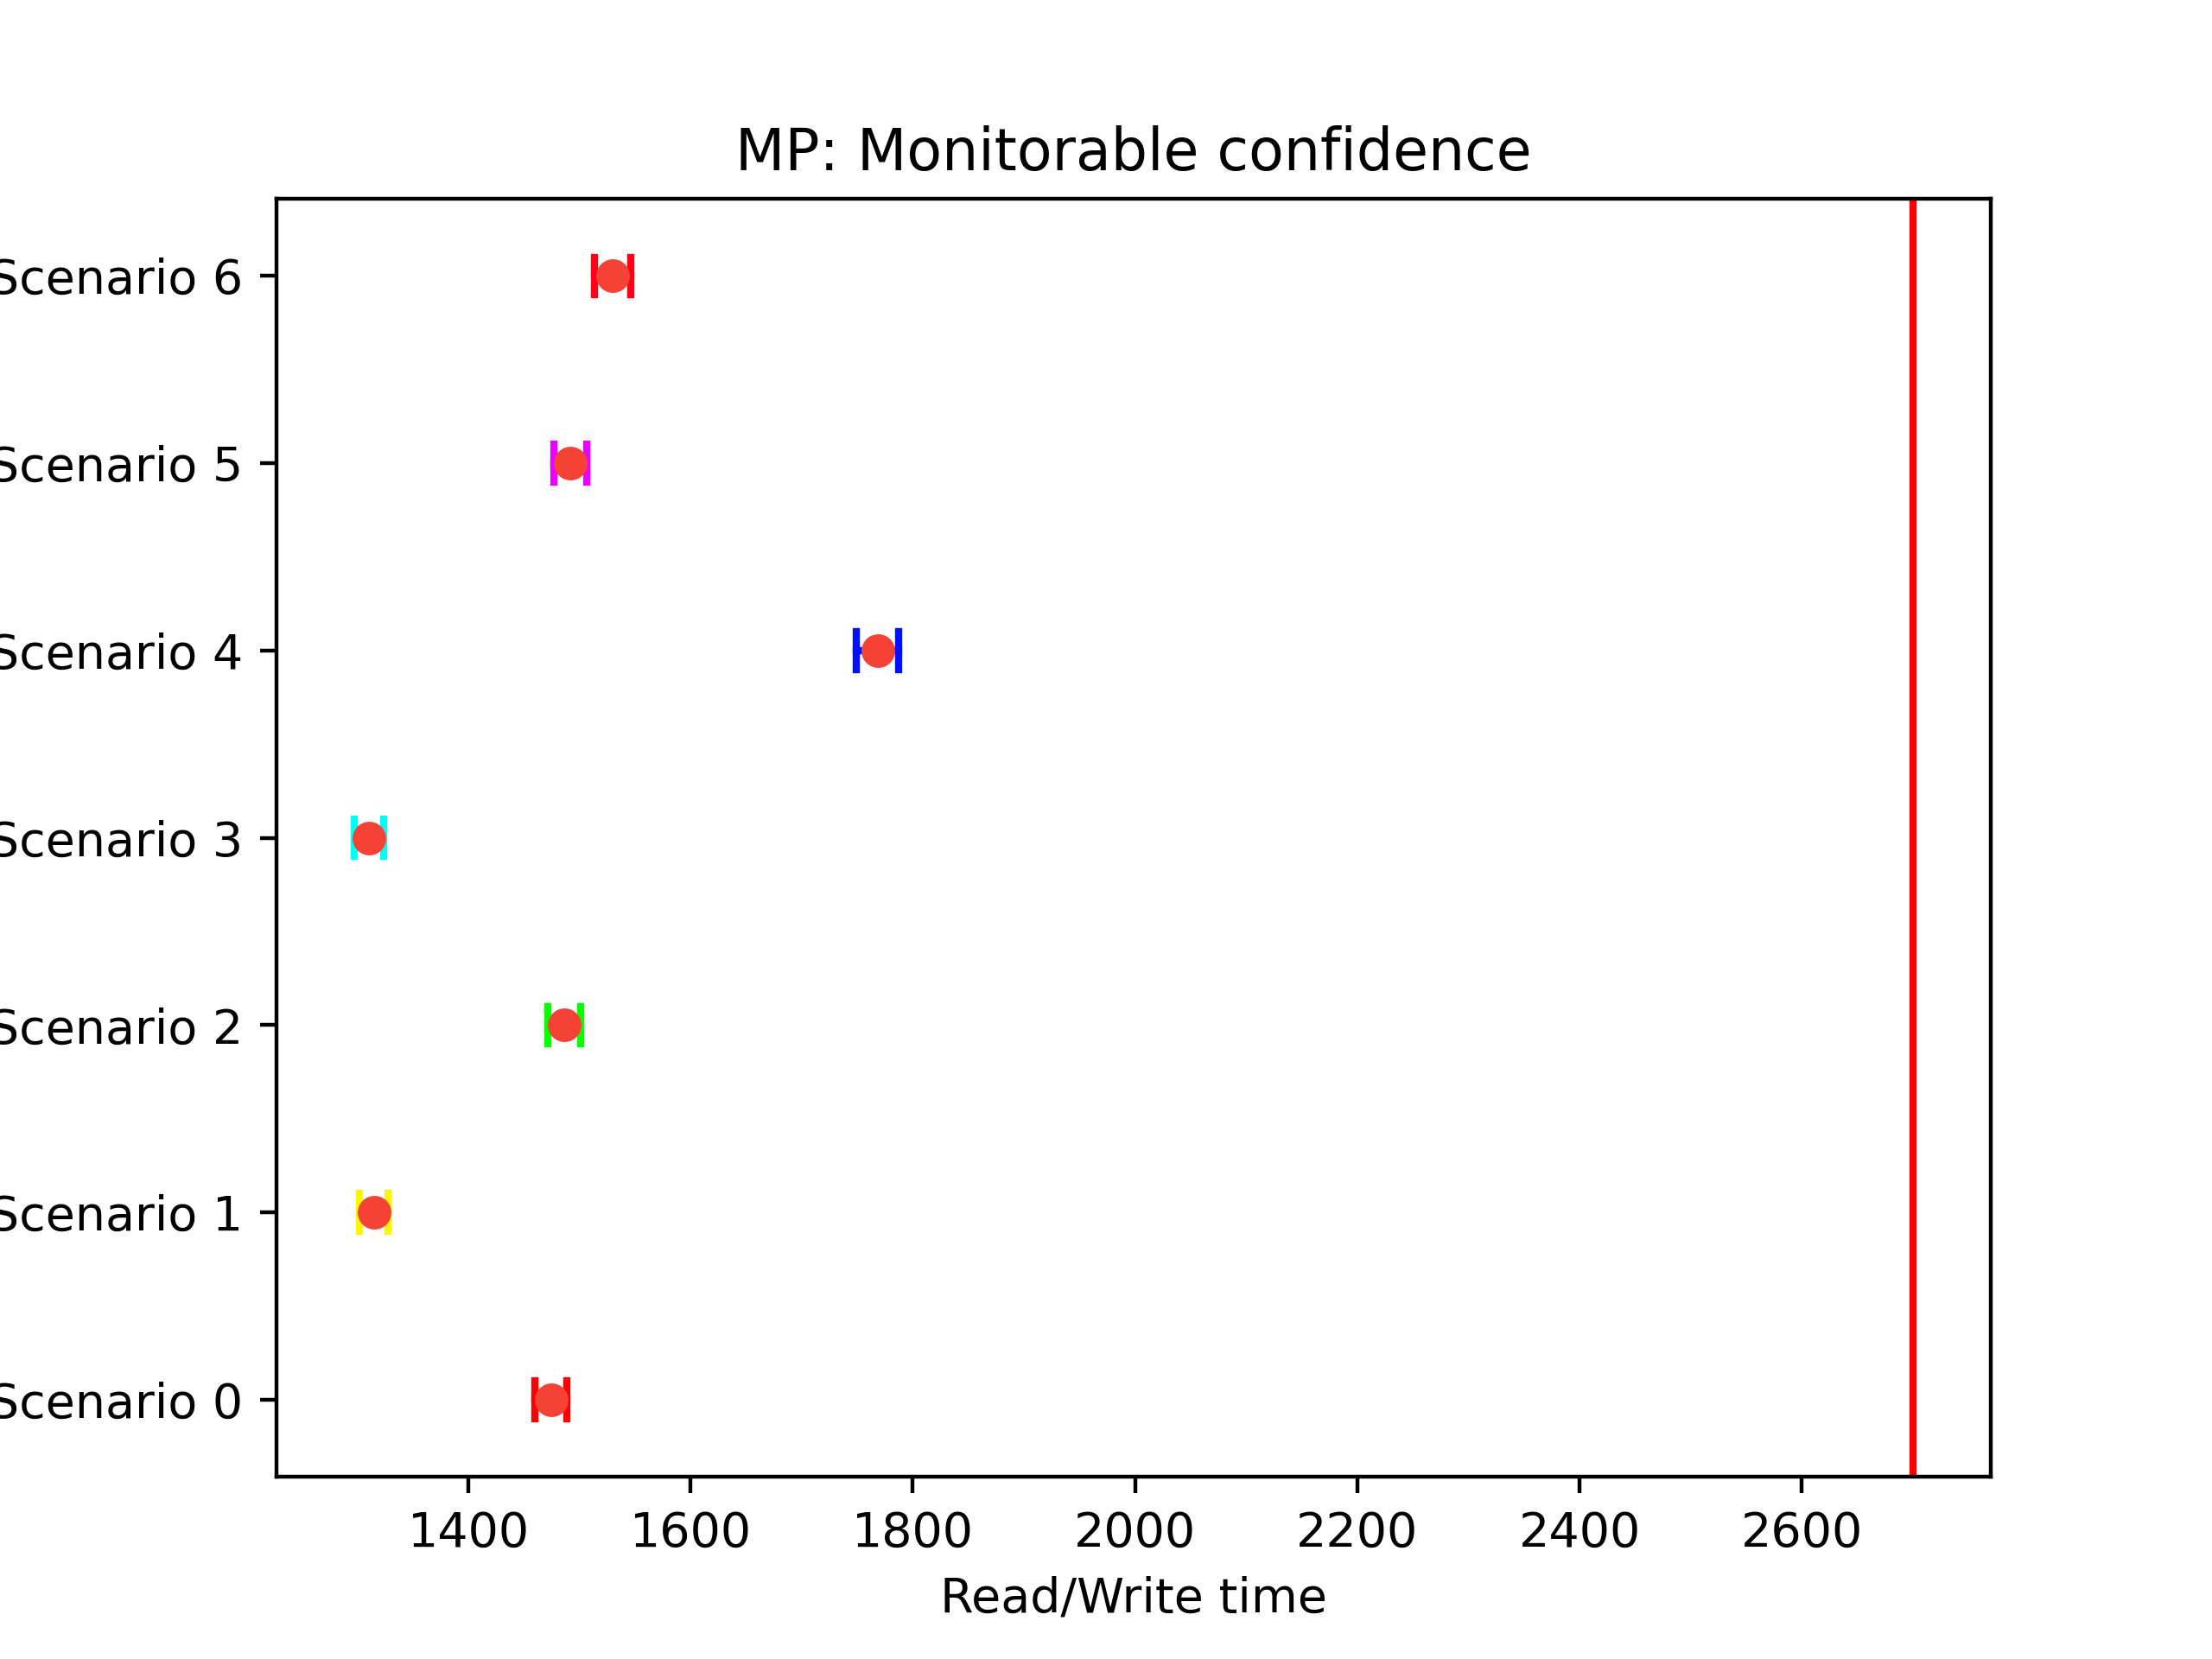 MP: Monitorable confidence
Scenario 6
Scenario 5
Scenario 4
Scenario 3
Scenario 2
Scenario 1
Scenario 0
1400 1600 1800 2000 2200 2400 2600
Read/Write time